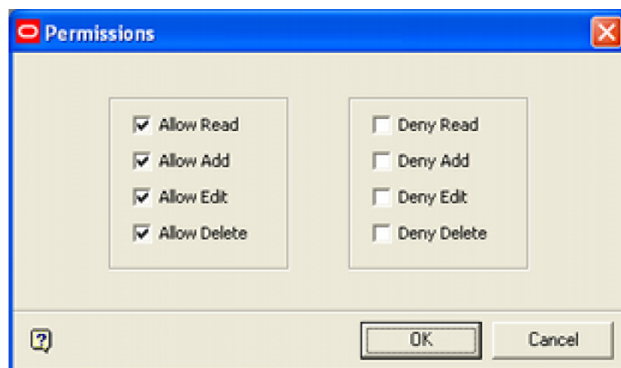 Permissions
Allow Read
Allow Add
Allow Edit
Allow Delete
Deny Read
Deny Add
Deny Edit
Deny Delete
?
OK
Cancel